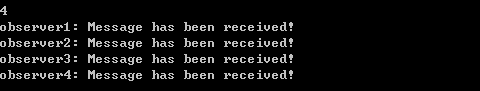 4
observer1: Message has been received!
observer2: Message has been received!
observer3: Message has been received!
observer4: Message has been received!